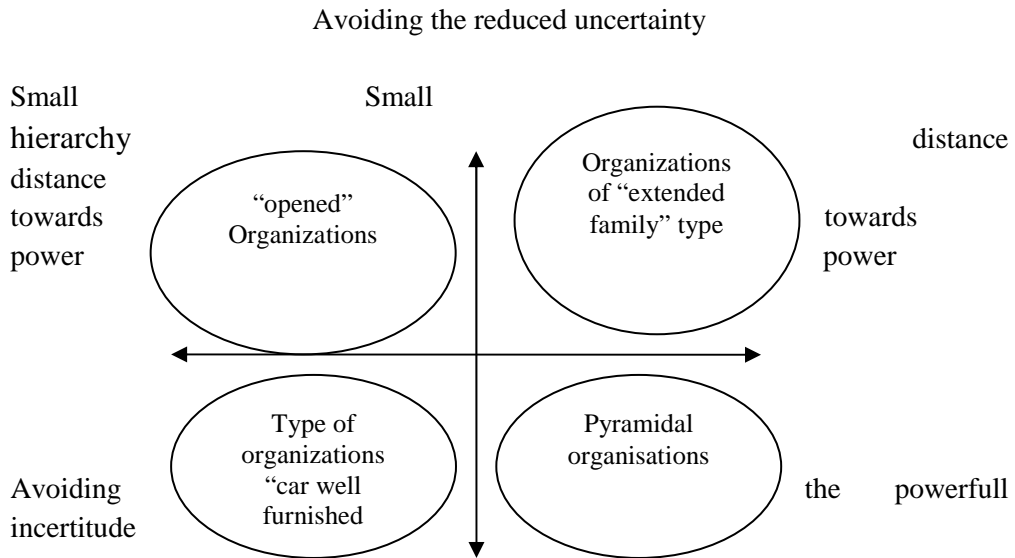 Avoiding the reduced uncertainty
Small Small
hierarchy distance
distance
towards towards
power power
“opened”
Organizations
Organizations
of “extended
family” type
Type of
organizations
“car well
furnished
Pyramidal
organisations
Avoiding the powerfull
incertitude